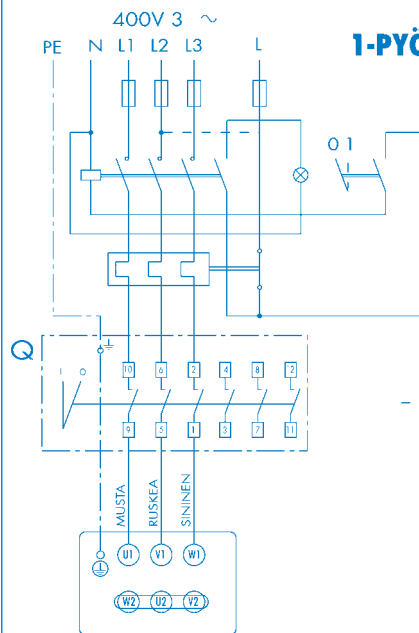 400V 3 ~
PE N L1 L2 L3 L
1-PYÖ
0 1
Q
I 0
10 6 2 4 8 12
9 5 1 3 7 11
MUSTA
RUSKEA
SININEN
U1 V1 W1
W2 U2 V2